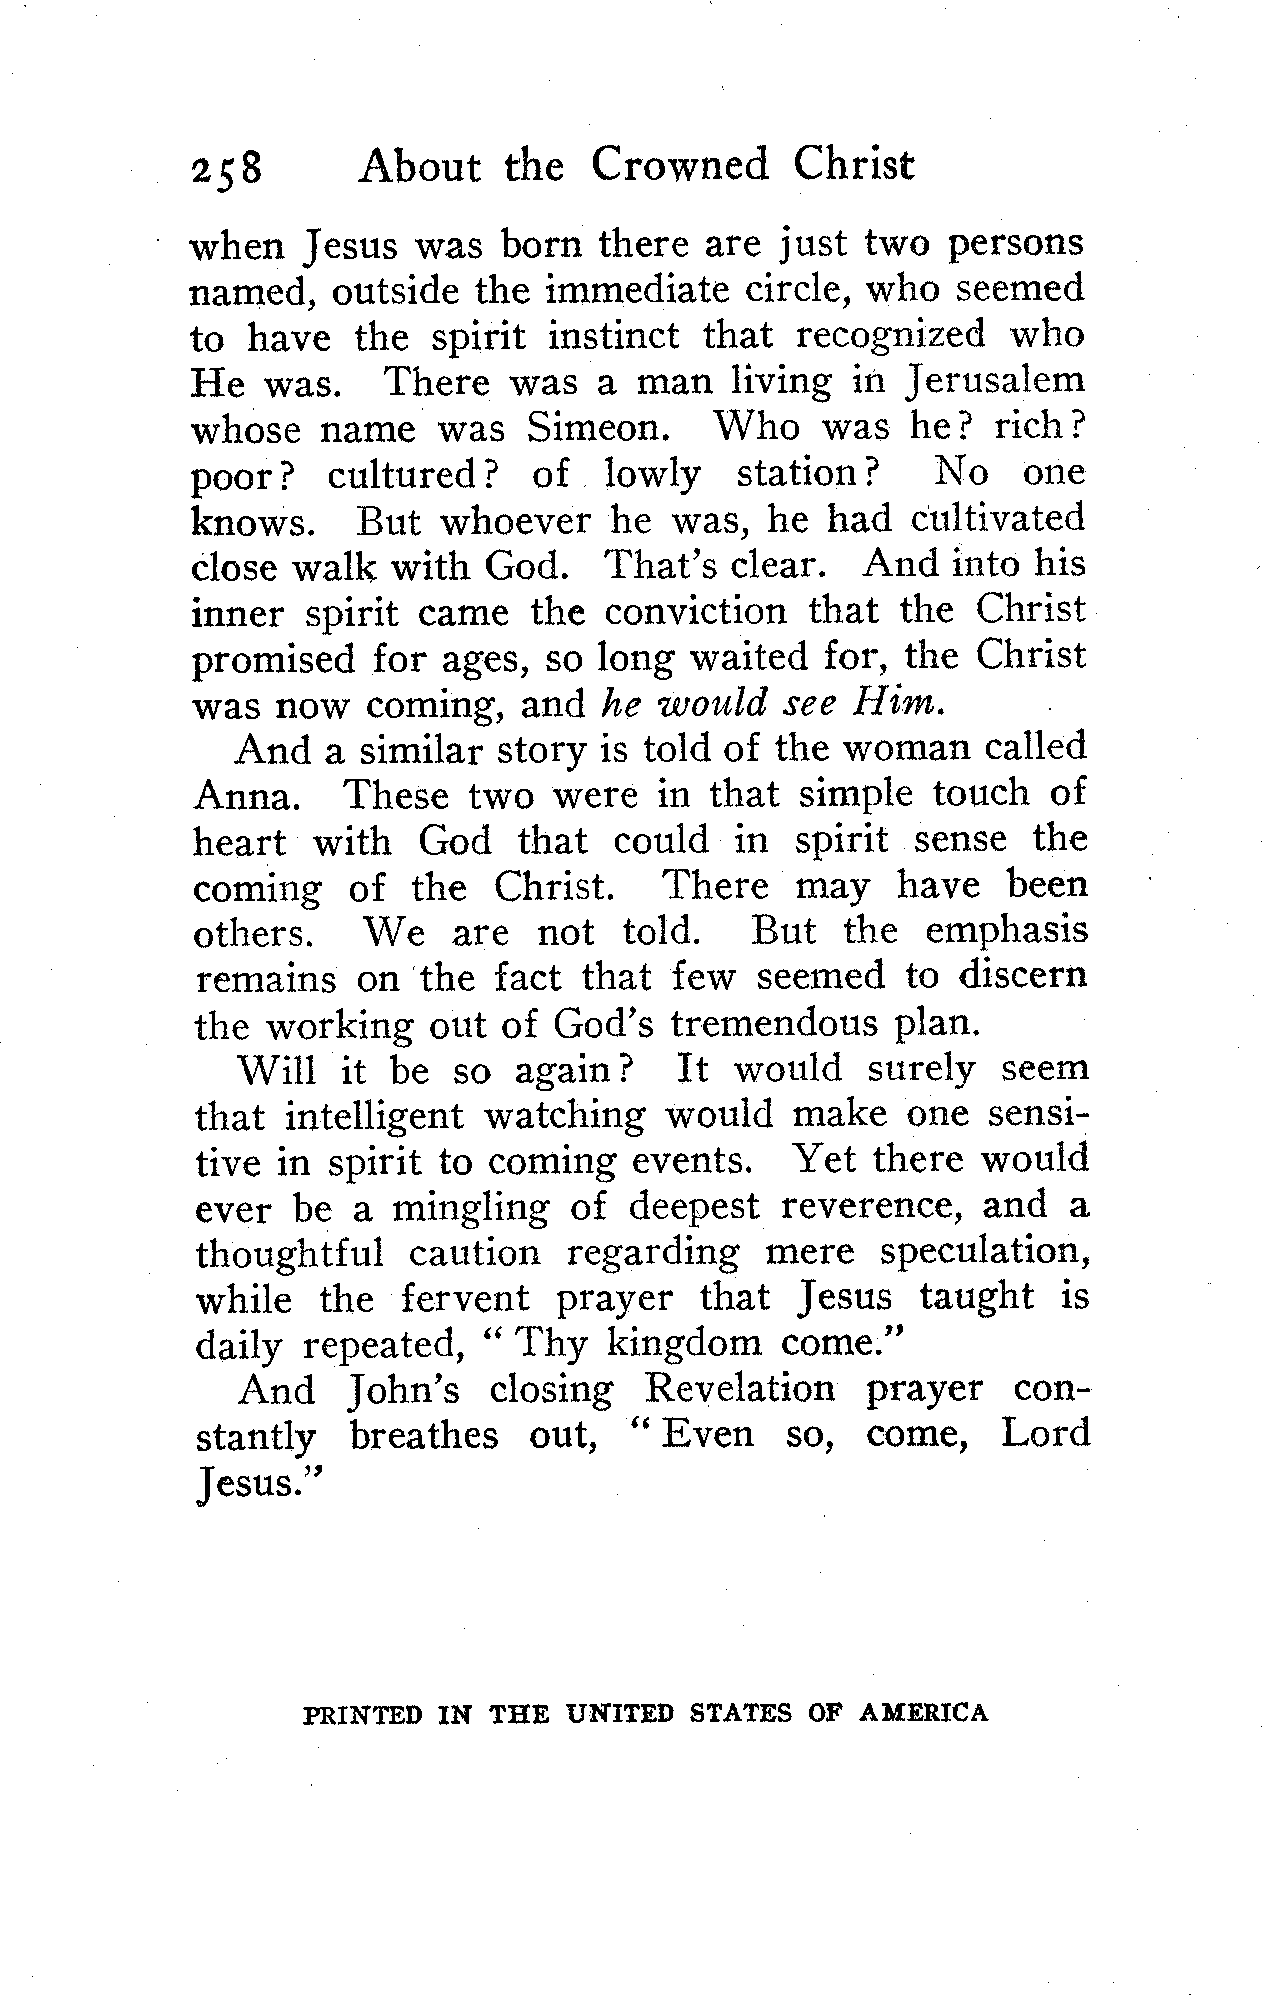 258 About the Crowned Christ
when Jesus was born there are just two persons
named, outside the immediate circle, who seemed
to have the spirit instinct that recognized who
He was. There was a man living in Jerusalem
whose name was Simeon. Who was he? rich?
poor? cultured? of lowly station? No one
knows. But whoever he was, he had cultivated
close walk with God. That's clear. And into his
inner spirit came the conviction that the Christ
promised for ages, so long waited for, the Christ
was now coming, and he would see Him.
And a similar story is told of the woman called
Anna. These two were in that simple touch of
heart with God that could in spirit sense the
coming of the Christ. There may have been
others. We are not told. But the emphasis
remains on the fact that few seemed to discern
the working out of God's tremendous plan.
Will it be so again? It would surely seem
that intelligent watching would make one sensi-
tive in spirit to coming events. Yet there would
ever be a mingling of deepest reverence, and a
thoughtful caution regarding mere speculation,
while the fervent prayer that Jesus taught is
daily repeated, "Thy kingdom come."
And John's closing Revelation prayer con-
stantly breathes out, "Even so, come, Lord
Jesus."
PRINTED IN THE UNITED STATES OF AMERICA